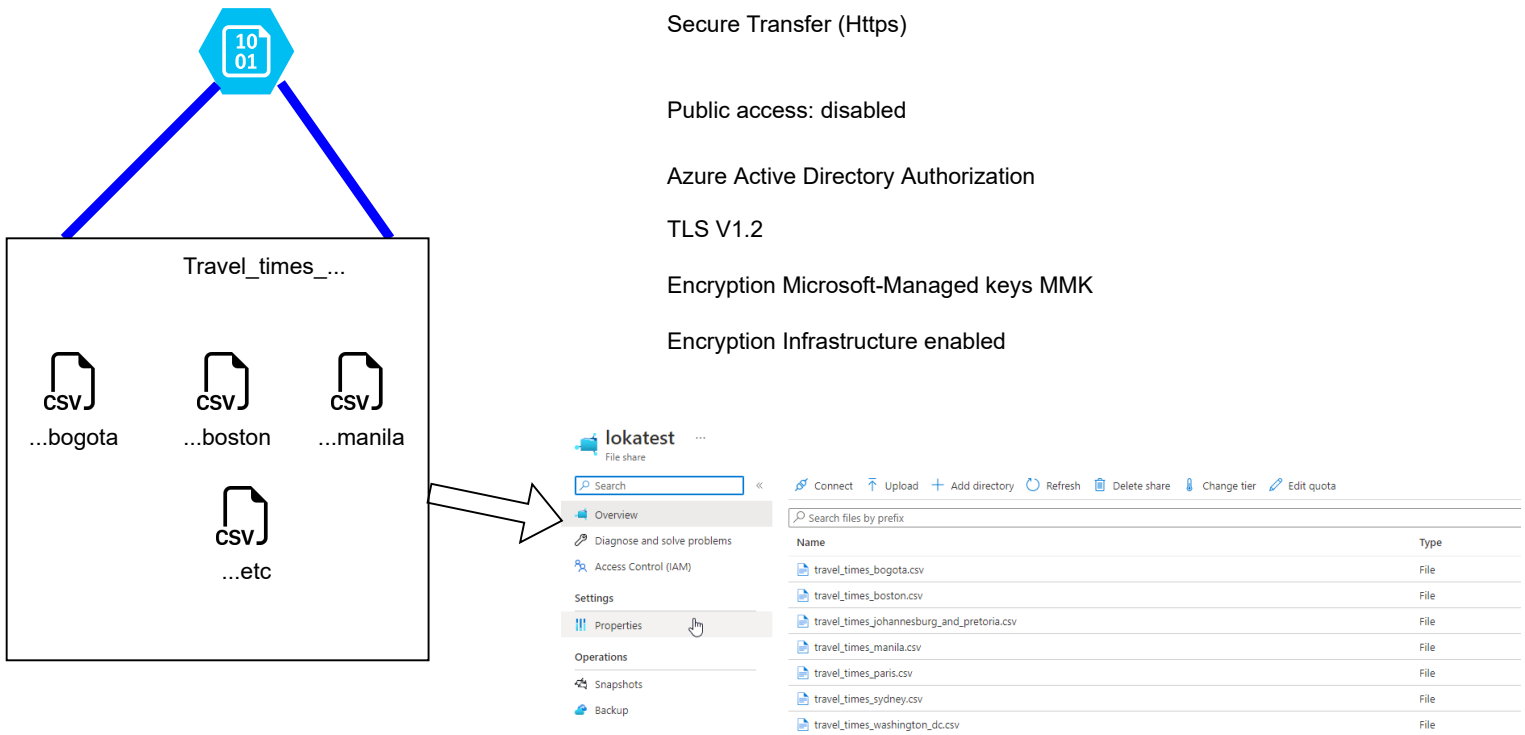 10
01
Secure Transfer (Https)
Public access: disabled
Azure Active Directory Authorization
TLS V1.2
Encryption Microsoft-Managed keys MMK
Encryption Infrastructure enabled
Travel_times_...
CSV
CSV
CSV
...bogota
...boston
...manila
CSV
...etc
lokatest ...
File share
Search «
Overview
Diagnose and solve problems
Access Control (IAM)
Settings
Properties
Operations
Snapshots
Backup
Connect Upload Add directory Refresh Delete share Change tier Edit quota
Search files by prefix
Name Type
travel_times_bogota.csv File
travel_times_boston.csv File
travel_times_johannesburg_and_pretoria.csv File
travel_times_manila.csv File
travel_times_paris.csv File
travel_times_sydney.csv File
travel_times_washington_dc.csv File